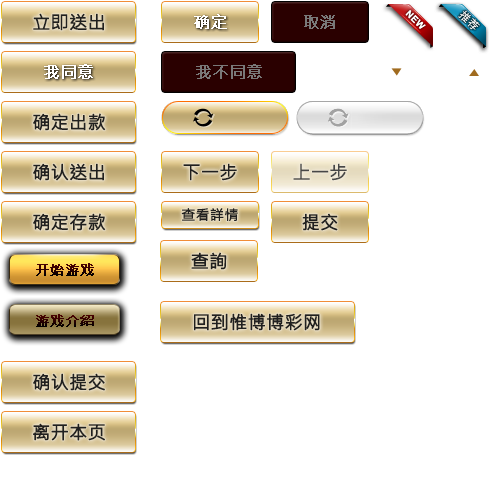 立即送出
确定
取消
NEW
推荐
我同意
我不同意
确定出款
确认送出
下一步
上一步
确定存款
查看詳情
提交
开始游戏
查詢
游戏介紹
回到惟博博彩网
确认提交
离开本页